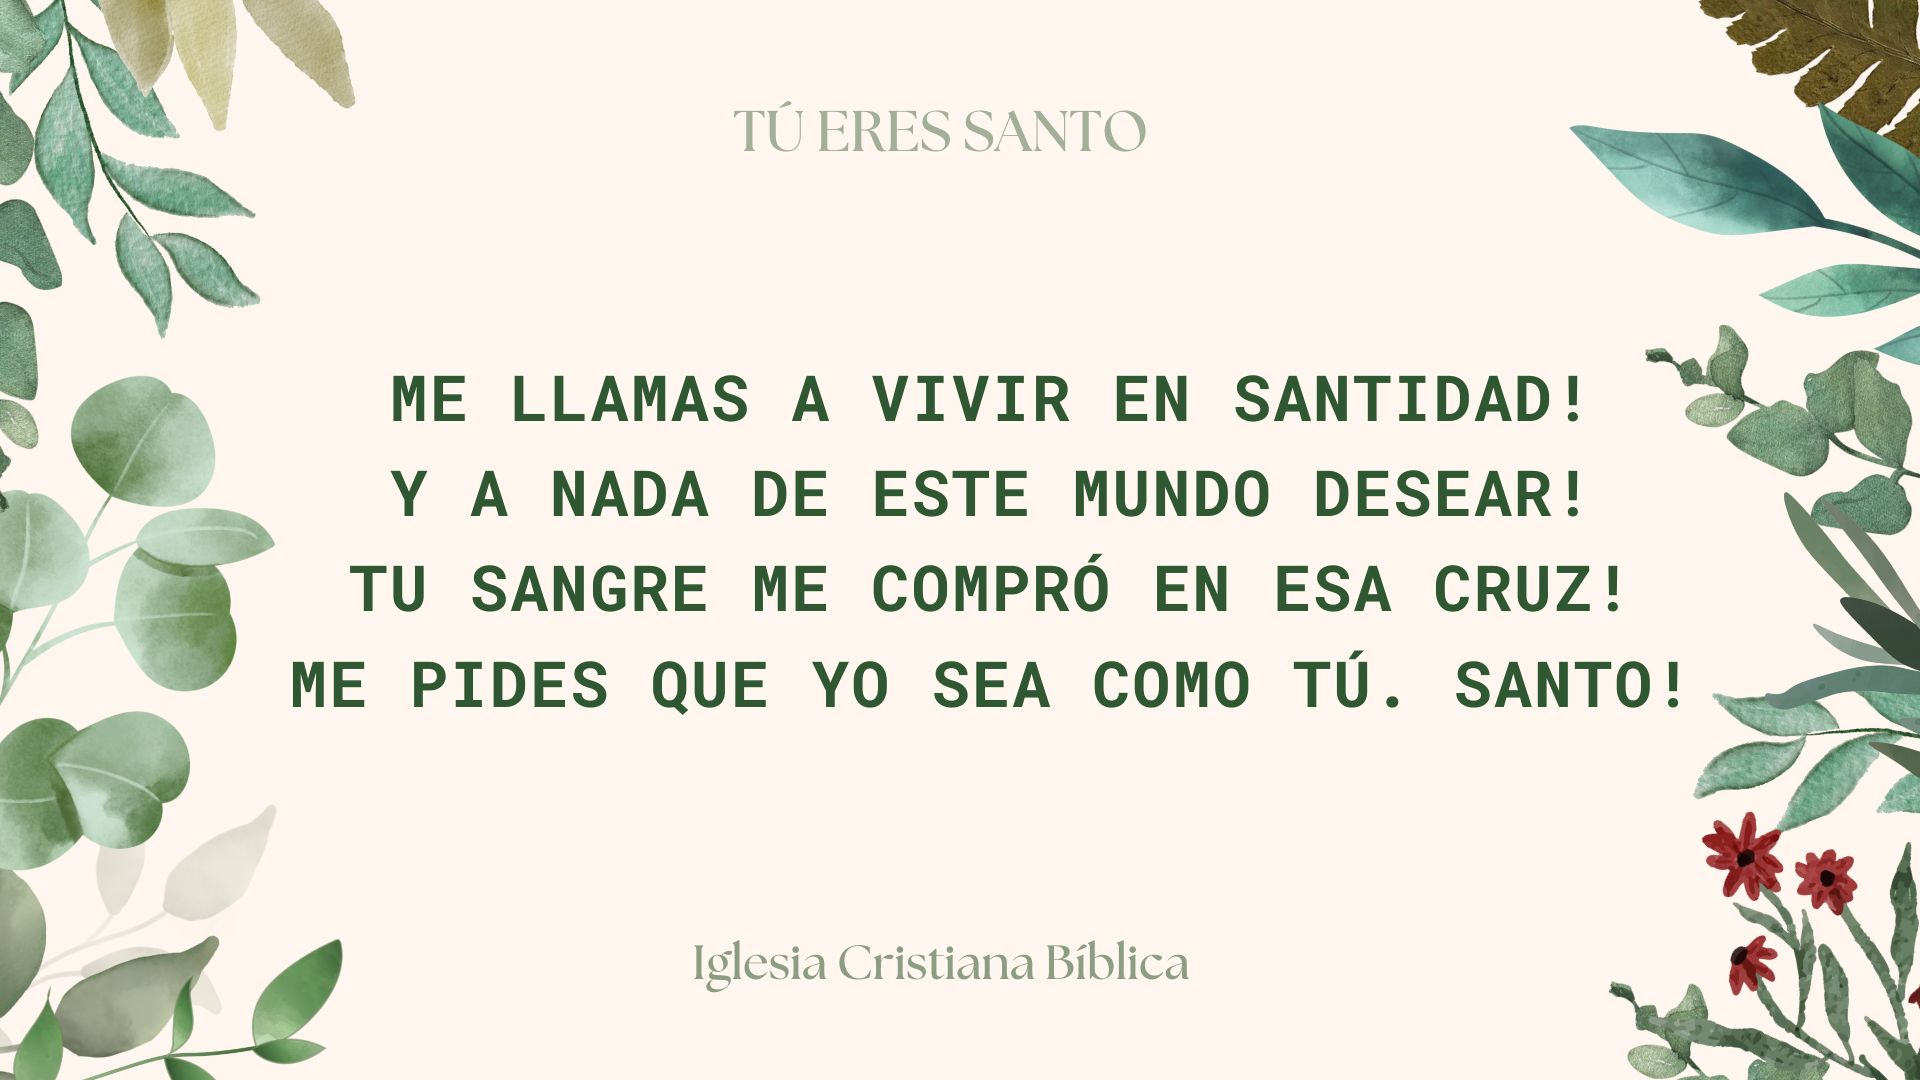 TÚ ERES SANTO
ME LLAMAS A VIVIR EN SANTIDAD!
Y A NADA DE ESTE MUNDO DESEAR!
TU SANGRE ME COMPRÓ EN ESA CRUZ!
ME PIDES QUE YO SEA COMO TÚ. SANTO!
Iglesia Cristiana Bíblica